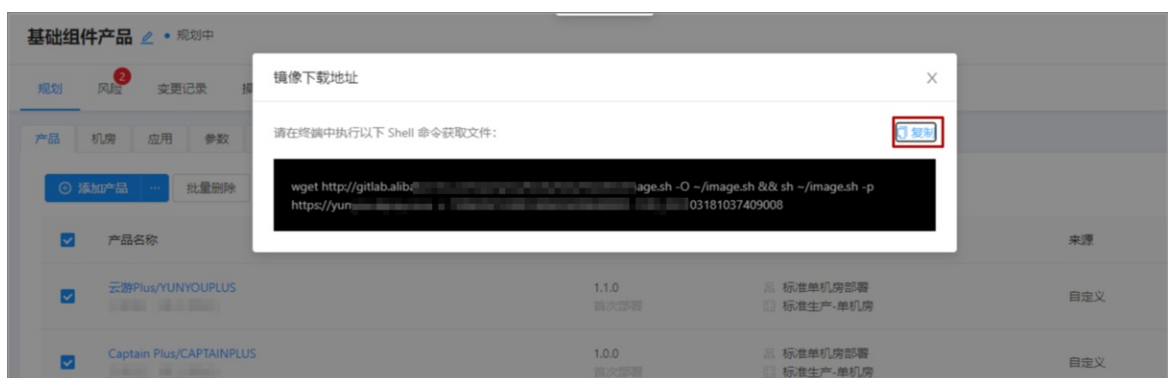 基础组件产品 规划中
镜像下载地址
规划 风险 2 变更记录
请在终端中执行以下 Shell 命令获取文件:
复制
产品 机房 应用 参数
添加产品 ... 批量删除
wget http://gitlab.aliba age.sh -O ~/image.sh && sh ~/image.sh -p
https://yun 03181037409008
产品名称 来源
云游Plus/YUNYOUPLUS 1.1.0 标准单机房部署 自定义
首次部署 标准生产-单机房
Captain Plus/CAPTAINPLUS 1.0.0 标准单机房部署 自定义
首次部署 标准生产-单机房